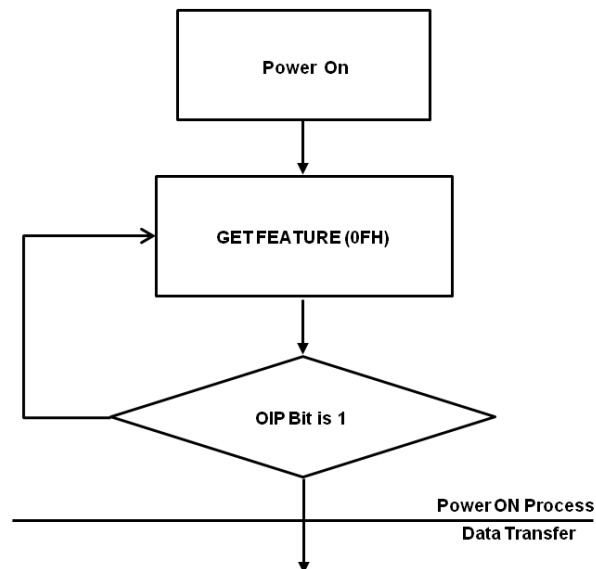 Power On
GET FEATURE (0FH)
OIP Bit is 1
Power ON Process
Data Transfer